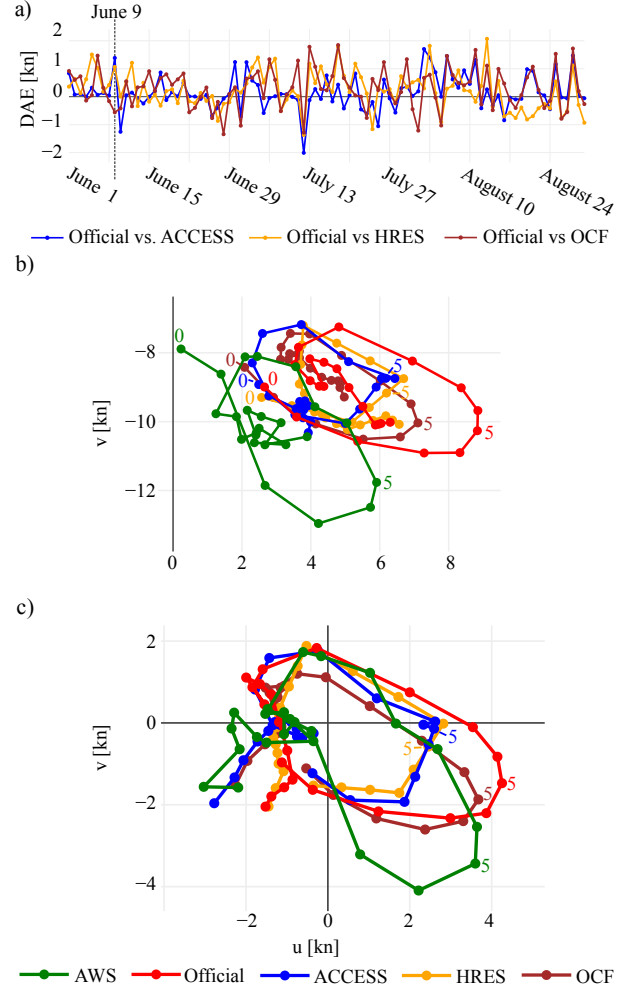 a)
June 9
DAE [kn]
2
1
0
−1
−2
June 1
June 15
June 29
July 13
July 27
August 10
August 24
Official vs. ACCESS
Official vs HRES
Official vs OCF
b)
v [kn]
−8
−10
−12
0
2
4
6
8
0
0
0
0
0
5
5
5
5
5
c)
v [kn]
2
0
−2
−4
−2
0
2
4
u [kn]
5
5
5
5
5
AWS
Official
ACCESS
HRES
OCF